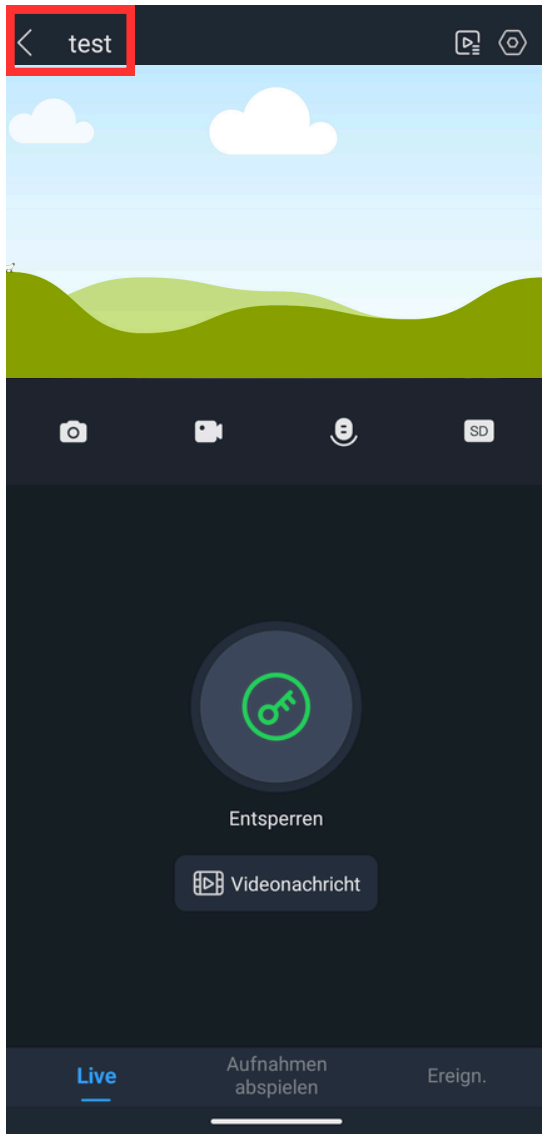 test
SD
Entsperren
Videonachricht
Live
Aufnahmen
abspielen
Ereign.